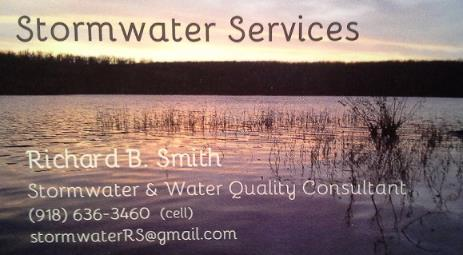 Stormwater Services
Richard B. Smith
Stormwater & Water Quality Consultant
(918) 636-3460 (cell)
stormwaterRS@gmail.com